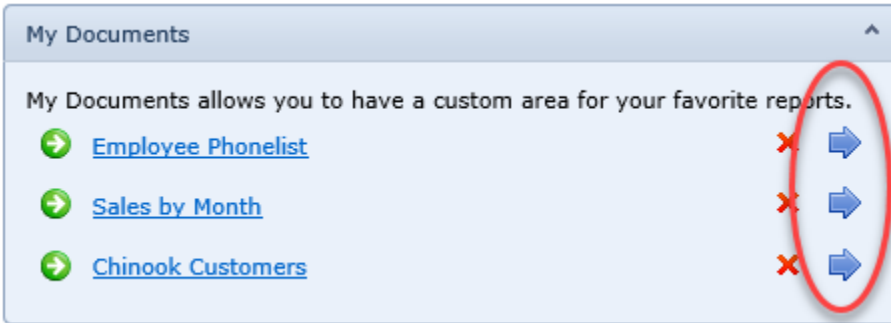 My Documents
My Documents allows you to have a custom area for your favorite reports.
Employee Phonelist
Sales by Month
Chinook Customers